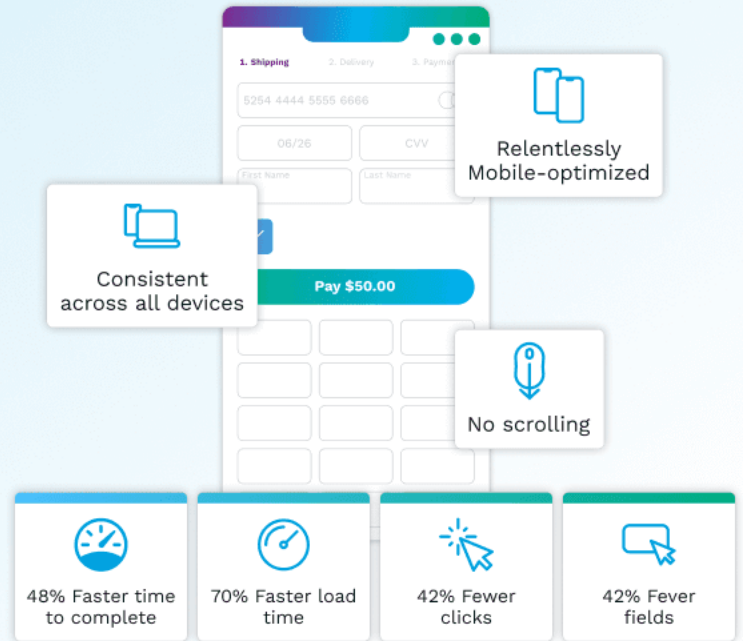 1. Shipping 2. Delivery 3. Payme
5254 4444 5555 6666
06/26 CVV
First Name Last Name
Relentlessly
Mobile-optimized
Consistent
across all devices
Pay $50.00
No scrolling
48% Faster time
to complete
70% Faster load
time
42% Fewer
clicks
42% Fever
fields